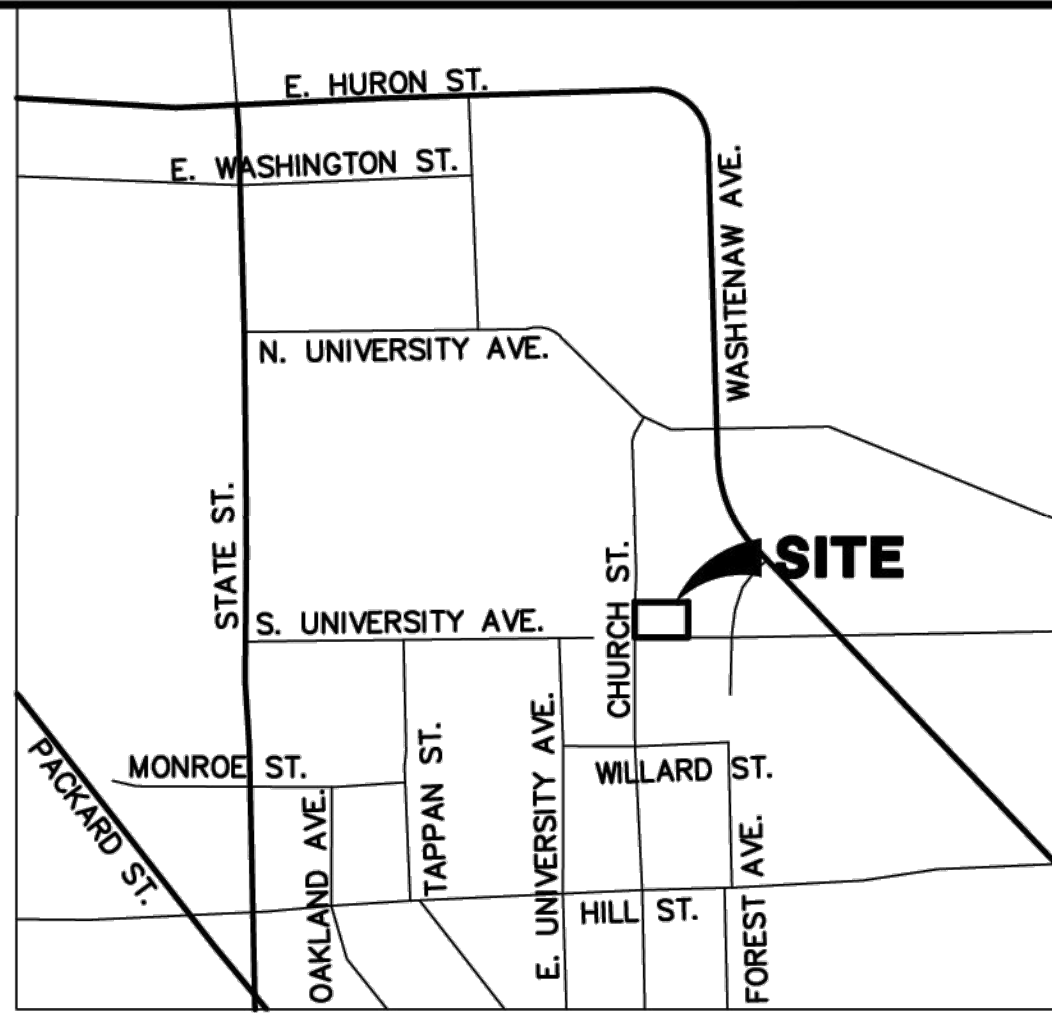 E. HURON ST.
E. WASHINGTON ST.
WASHTENAW AVE.
N. UNIVERSITY AVE.
STATE ST.
CHURCH ST.
SITE
S. UNIVERSITY AVE.
PACKARD ST.
MONROE ST.
OAKLAND AVE.
TAPPAN ST.
E. UNIVERSITY AVE.
WILLARD ST.
HILL ST.
FOREST AVE.